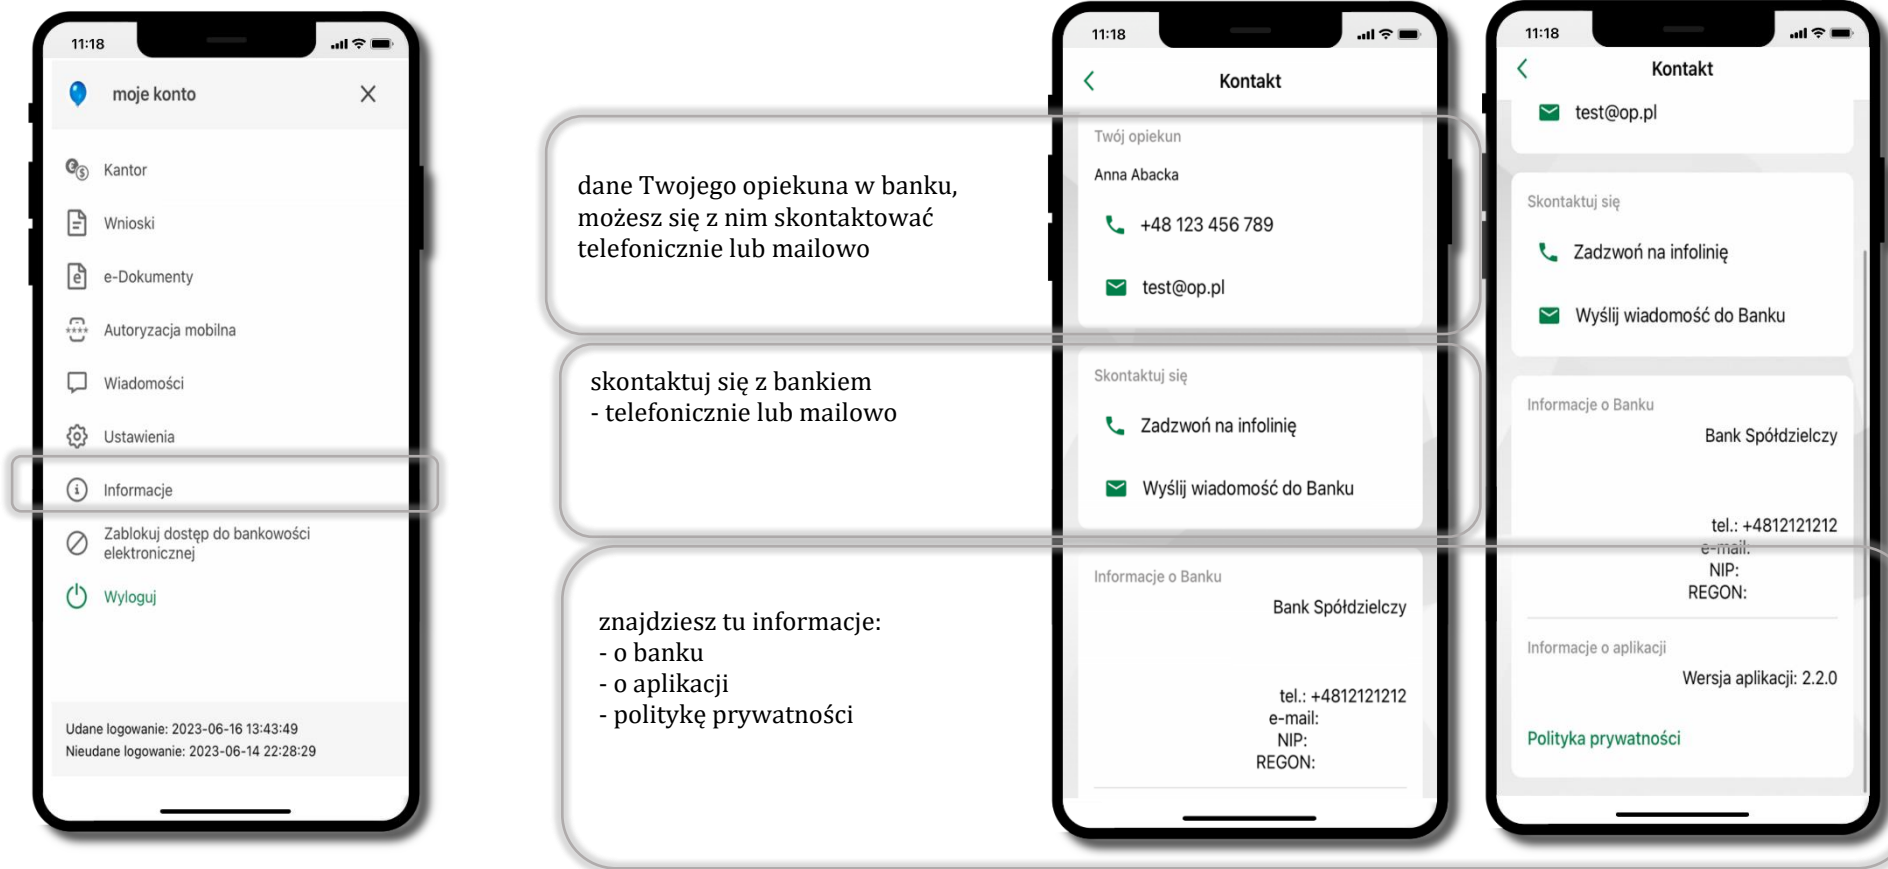 11:18
moje konto
Kantor
Wnioski
e-Dokumenty
Autoryzacja mobilna
Wiadomości
Ustawienia
Informacje
Zablokuj dostęp do bankowości
elektronicznej
Wyloguj
Udane logowanie: 2023-06-16 13:43:49
Nieudane logowanie: 2023-06-14 22:28:29
dane Twojego opiekuna w banku,
możesz się z nim skontaktować
telefonicznie lub mailowo
skontaktuj się z bankiem
- telefonicznie lub mailowo
znajdziesz tu informacje:
- o banku
- o aplikacji
- politykę prywatności
11:18
Kontakt
Twój opiekun
Anna Abacka
+48 123 456 789
test@op.pl
Skontaktuj się
Zadzwoń na infolinię
Wyślij wiadomość do Banku
Informacje o Banku
Bank Spółdzielczy
tel.: +4812121212
e-mail:
NIP:
REGON:
11:18
Kontakt
test@op.pl
Skontaktuj się
Zadzwoń na infolinię
Wyślij wiadomość do Banku
Informacje o Banku
Bank Spółdzielczy
tel.: +4812121212
e-mail:
NIP:
REGON:
Informacje o aplikacji
Wersja aplikacji: 2.2.0
Polityka prywatności